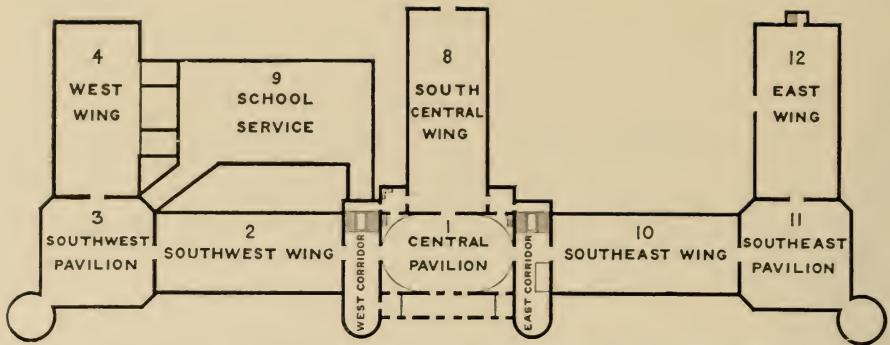 4
WEST
WING
9
SCHOOL
SERVICE
8
SOUTH
CENTRAL
WING
12
EAST
WING
3
SOUTHWEST
PAVILION
2
SOUTHWEST WING
WEST CORRIDOR
1
CENTRAL
PAVILION
EAST CORRIDOR
10
SOUTHEAST WING
11
SOUTHEAST
PAVILION